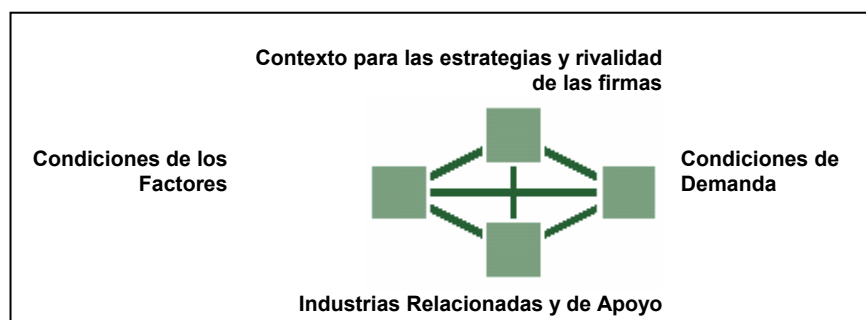 Contexto para las estrategias y rivalidad
de las firmas
Condiciones de los
Factores
Condiciones de
Demanda
Industrias Relacionadas y de Apoyo